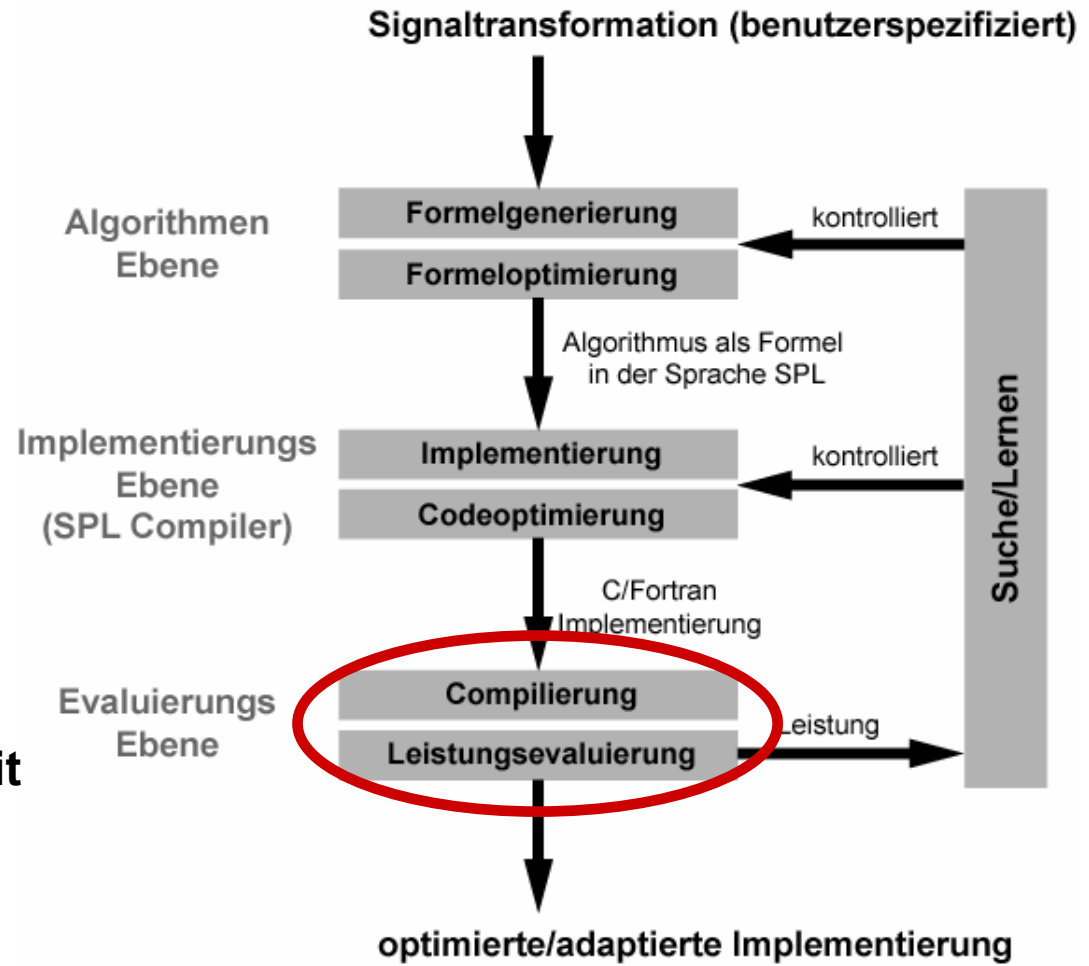 Signaltransformation (benutzerspezifiziert)
Algorithmen
Ebene
Formelgenerierung
Formeloptimierung
kontrolliert
Algorithmus als Formel
in der Sprache SPL
Implementierungs
Ebene
(SPL Compiler)
Implementierung
Codeoptimierung
kontrolliert
Suche/Lernen
C/Fortran
Implementierung
Evaluierungs
Ebene
Compilierung
Leistungsevaluierung
Leistung
it
optimierte/adaptierte Implementierung